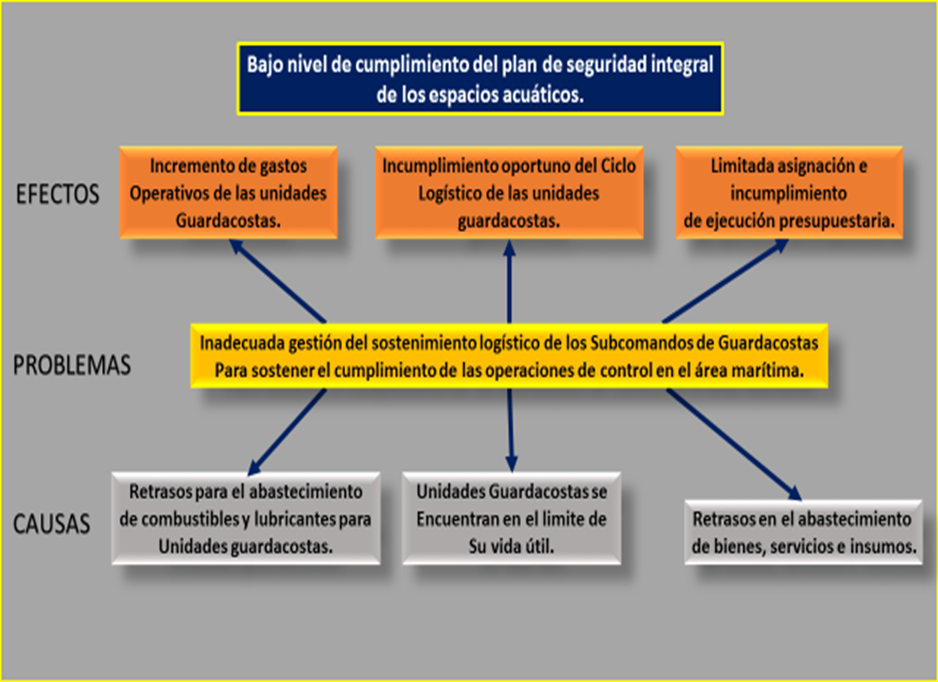 Bajo nivel de cumplimiento del plan de seguridad integral
de los espacios acuáticos.
EFECTOS
Incremento de gastos
Operativos de las unidades
Guardacostas.
Incumplimiento oportuno del Ciclo
Logístico de las unidades
guardacostas.
Limitada asignación e
incumplimiento
de ejecución presupuestaria.
PROBLEMAS
Inadecuada gestión del sostenimiento logístico de los Subcomandos de Guardacostas
Para sostener el cumplimiento de las operaciones de control en el área marítima.
CAUSAS
Retrasos para el abastecimiento
de combustibles y lubricantes para
Unidades guardacostas.
Unidades Guardacostas se
Encuentran en el limite de
Su vida útil.
Retrasos en el abastecimiento
de bienes, servicios e insumos.